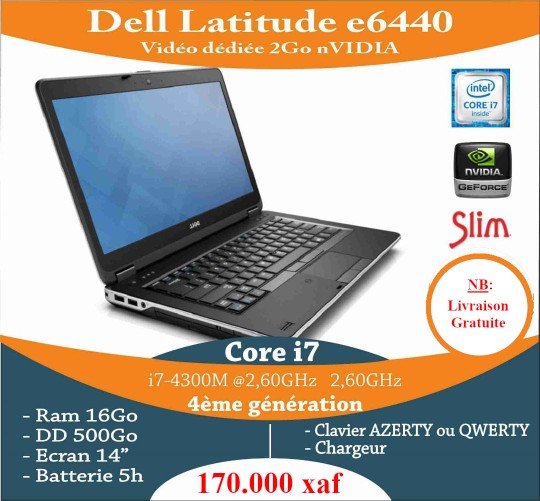 Dell Latitude e6440
Vidéo dédiée 2Go nVIDIA
intel
CORE i7
inside
NVIDIA
GEFORCE
Slim
DELL
NB:
Livraison
Gratuite
Core i7
i7-4300M @2,60GHz 2,60GHz
4ème génération
- Ram 16Go
- DD 500Go
- Ecran 14”
- Batterie 5h
- Clavier AZERTY ou QWERTY
- Chargeur
170.000 xaf